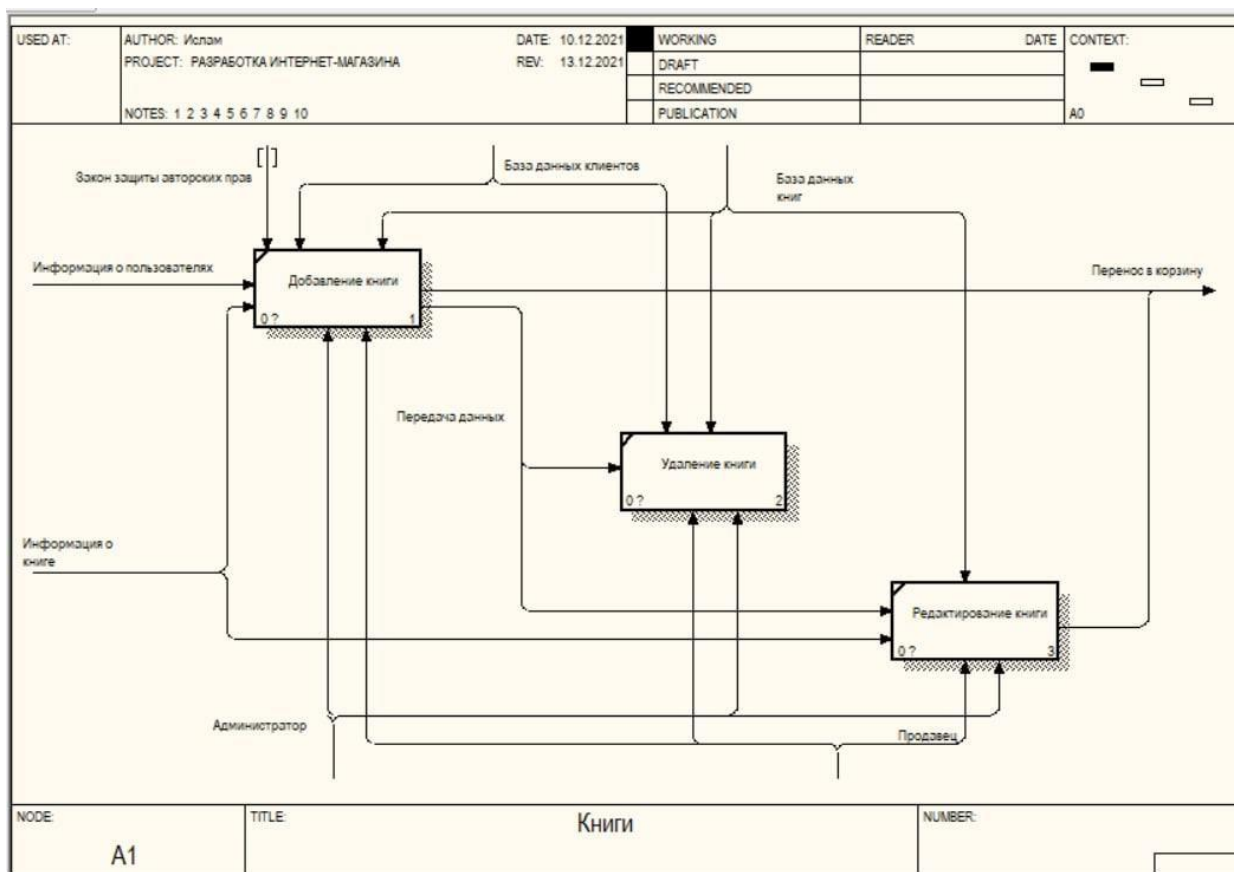 USED AT:
AUTHOR: Ислам
DATE: 10.12.2021
PROJECT: РАЗРАБОТКА ИНТЕРНЕТ-МАГАЗИНА
REV: 13.12.2021
NOTES: 1 2 3 4 5 6 7 8 9 10
WORKING
DRAFT
RECOMMENDED
PUBLICATION
READER
DATE
CONTEXT:
A0
Закон защиты авторских прав
База данных клиентов
База данных
книг
Информация о пользователях
Добавление книги
0 ?
1
Перенос в корзину
Передача данных
Удаление книги
0 ?
2
Информация о
книге
Редактирование книги
0 ?
3
Администратор
Продавец
NODE:
A1
TITLE:
Книги
NUMBER: